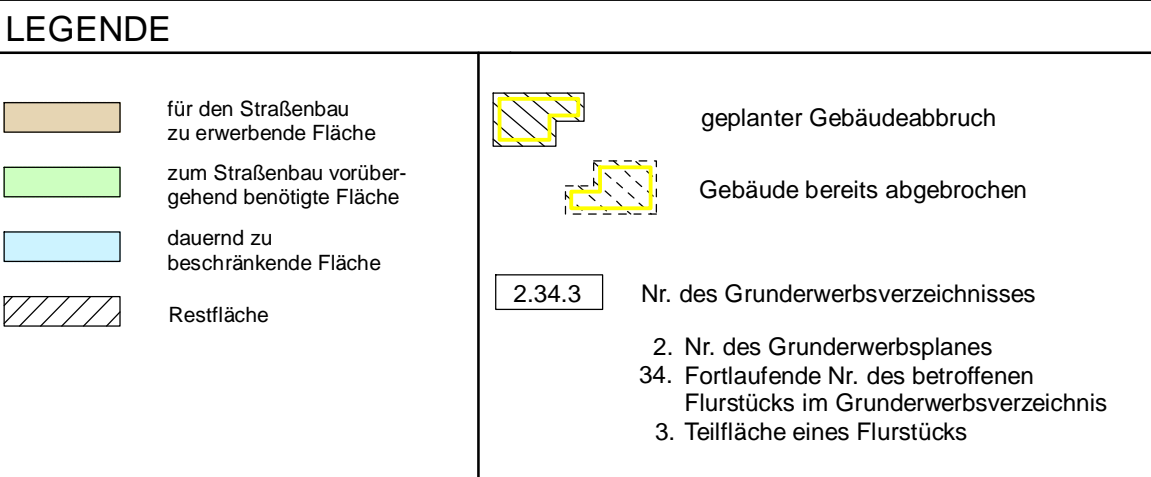 LEGENDE
für den Straßenbau
zu erwerbende Fläche
zum Straßenbau vorüber-
gehend benötigte Fläche
dauernd zu
beschränkende Fläche
Restfläche
geplanter Gebäudeabbruch
Gebäude bereits abgebrochen
2.34.3 Nr. des Grunderwerbsverzeichnisses
2. Nr. des Grunderwerbsplanes
34. Fortlaufende Nr. des betroffenen
Flurstücks im Grunderwerbsverzeichnis
3. Teilfläche eines Flurstücks